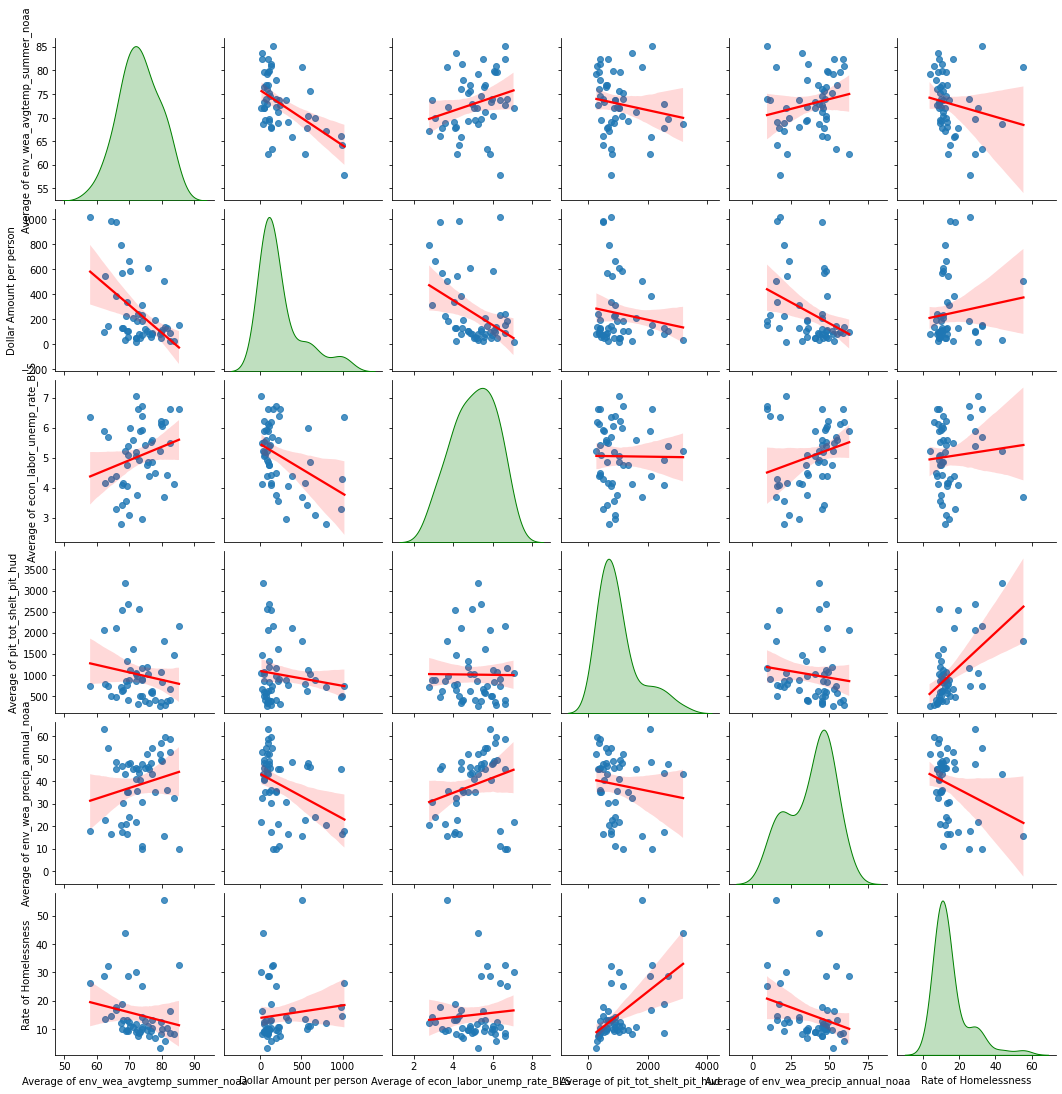 Average of env_wea_avgtemp_summer_noaa
85
80
75
70
65
60
55
Dollar Amount per person
1000
800
600
400
200
0
-200
Average of econ_labor_unemp_rate_BLS
7
6
5
4
3
Average of pit_tot_shelt_pit_hud
3500
3000
2500
2000
1500
1000
500
Average of env_wea_precip_annual_noaa
60
50
40
30
20
10
0
Rate of Homelessness
50
40
30
20
10
50 60 70 80 90
0 500 1000
2 4 6 8
0 2000 4000
0 25 50 75
0 20 40 60
Average of env_wea_avgtemp_summer_noaa
Dollar Amount per person
Average of econ_labor_unemp_rate_BLS
Average of pit_tot_shelt_pit_hud
Average of env_wea_precip_annual_noaa
Rate of Homelessness